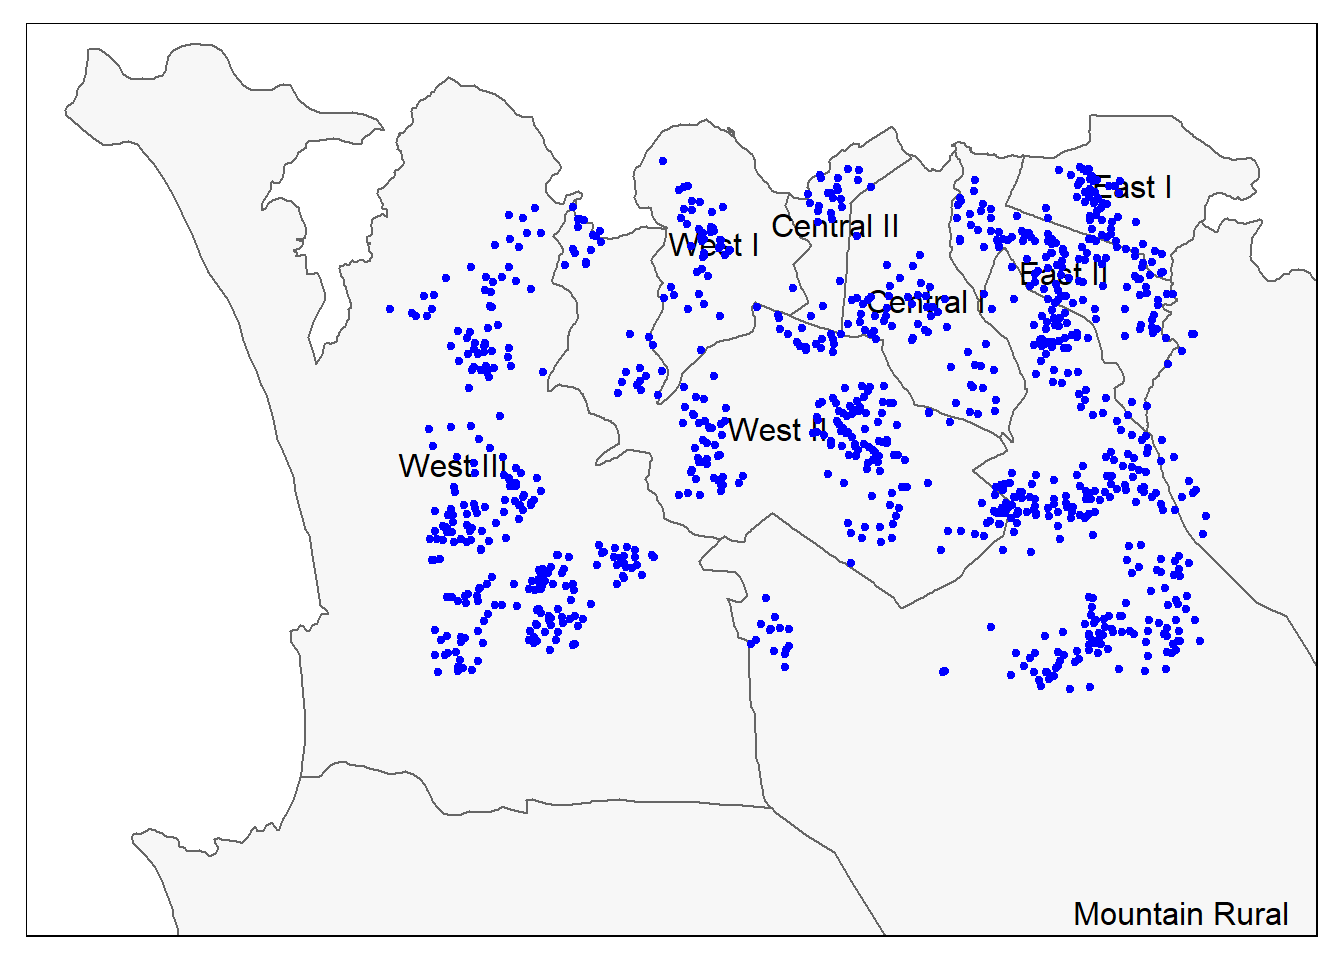 East I
Central II
West I
East II
Central I
West II
West III
Mountain Rural